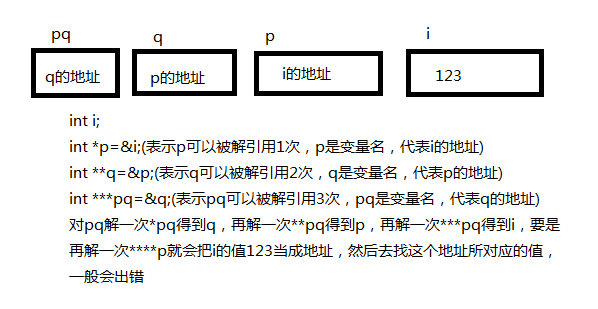 pq q p i
q的地址 p的地址 i的地址 123
int i;
int *p=&i;(表示p可以被解引用1次，p是变量名，代表i的地址)
int **q=&p;(表示q可以被解引用2次，q是变量名，代表p的地址)
int ***pq=&q;(表示pq可以被解引用3次，pq是变量名，代表q的地址)
对pq解一次*pq得到q，再解一次**pq得到p，再解一次***pq得到i，要是
再解一次****p就会把i的值123当成地址，然后去找这个地址所对应的值，
一般会出错